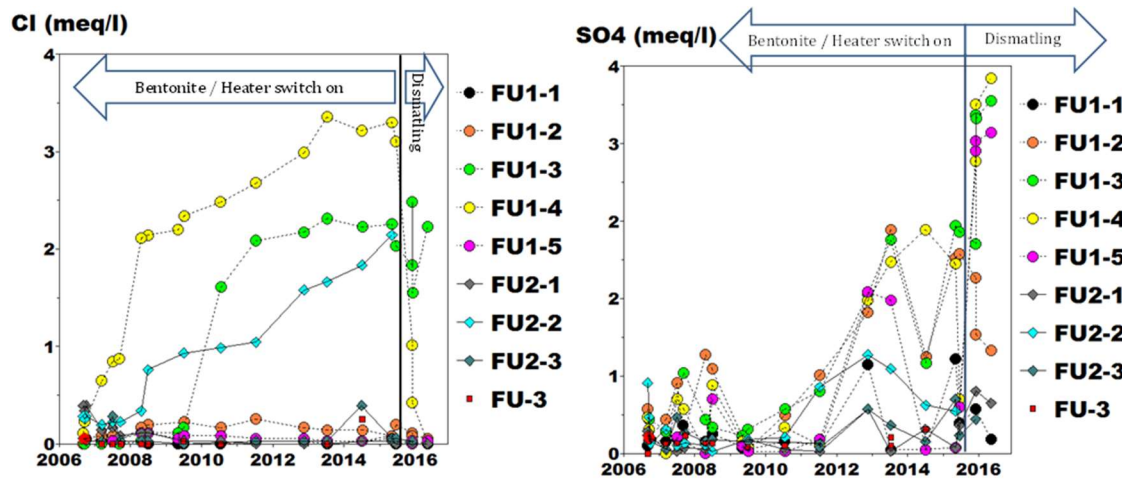 Cl (meq/l)
4
3
2
1
0
2006
2008
2010
2012
2014
2016
Bentonite / Heater switch on
Dismatling
FU1-1
FU1-2
FU1-3
FU1-4
FU1-5
FU2-1
FU2-2
FU2-3
FU-3
SO4 (meq/l)
4
4
3
2
2
1
0
2006
2008
2010
2012
2014
2016
Bentonite / Heater switch on
Dismatling
FU1-1
FU1-2
FU1-3
FU1-4
FU1-5
FU2-1
FU2-2
FU2-3
FU-3